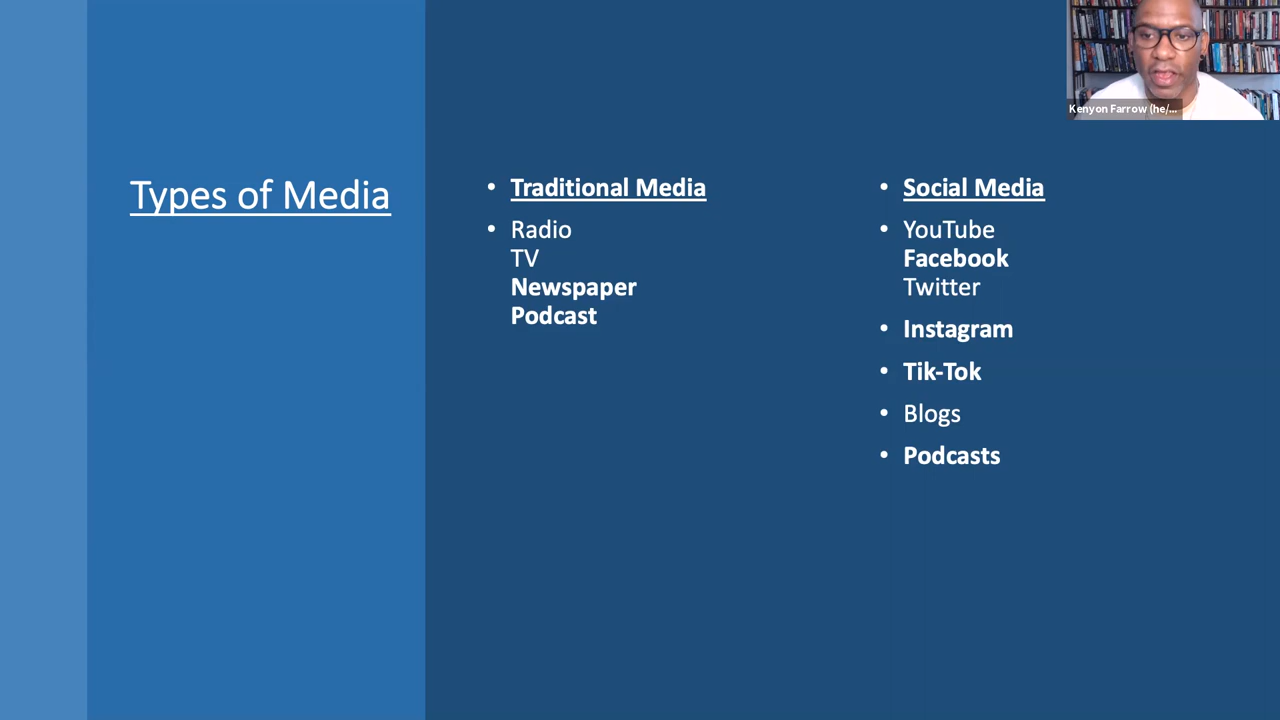 Types of Media
Traditional Media
Radio
TV
Newspaper
Podcast
Social Media
YouTube
Facebook
Twitter
Instagram
Tik-Tok
Blogs
Podcasts
Kenyon Farrow (he/...